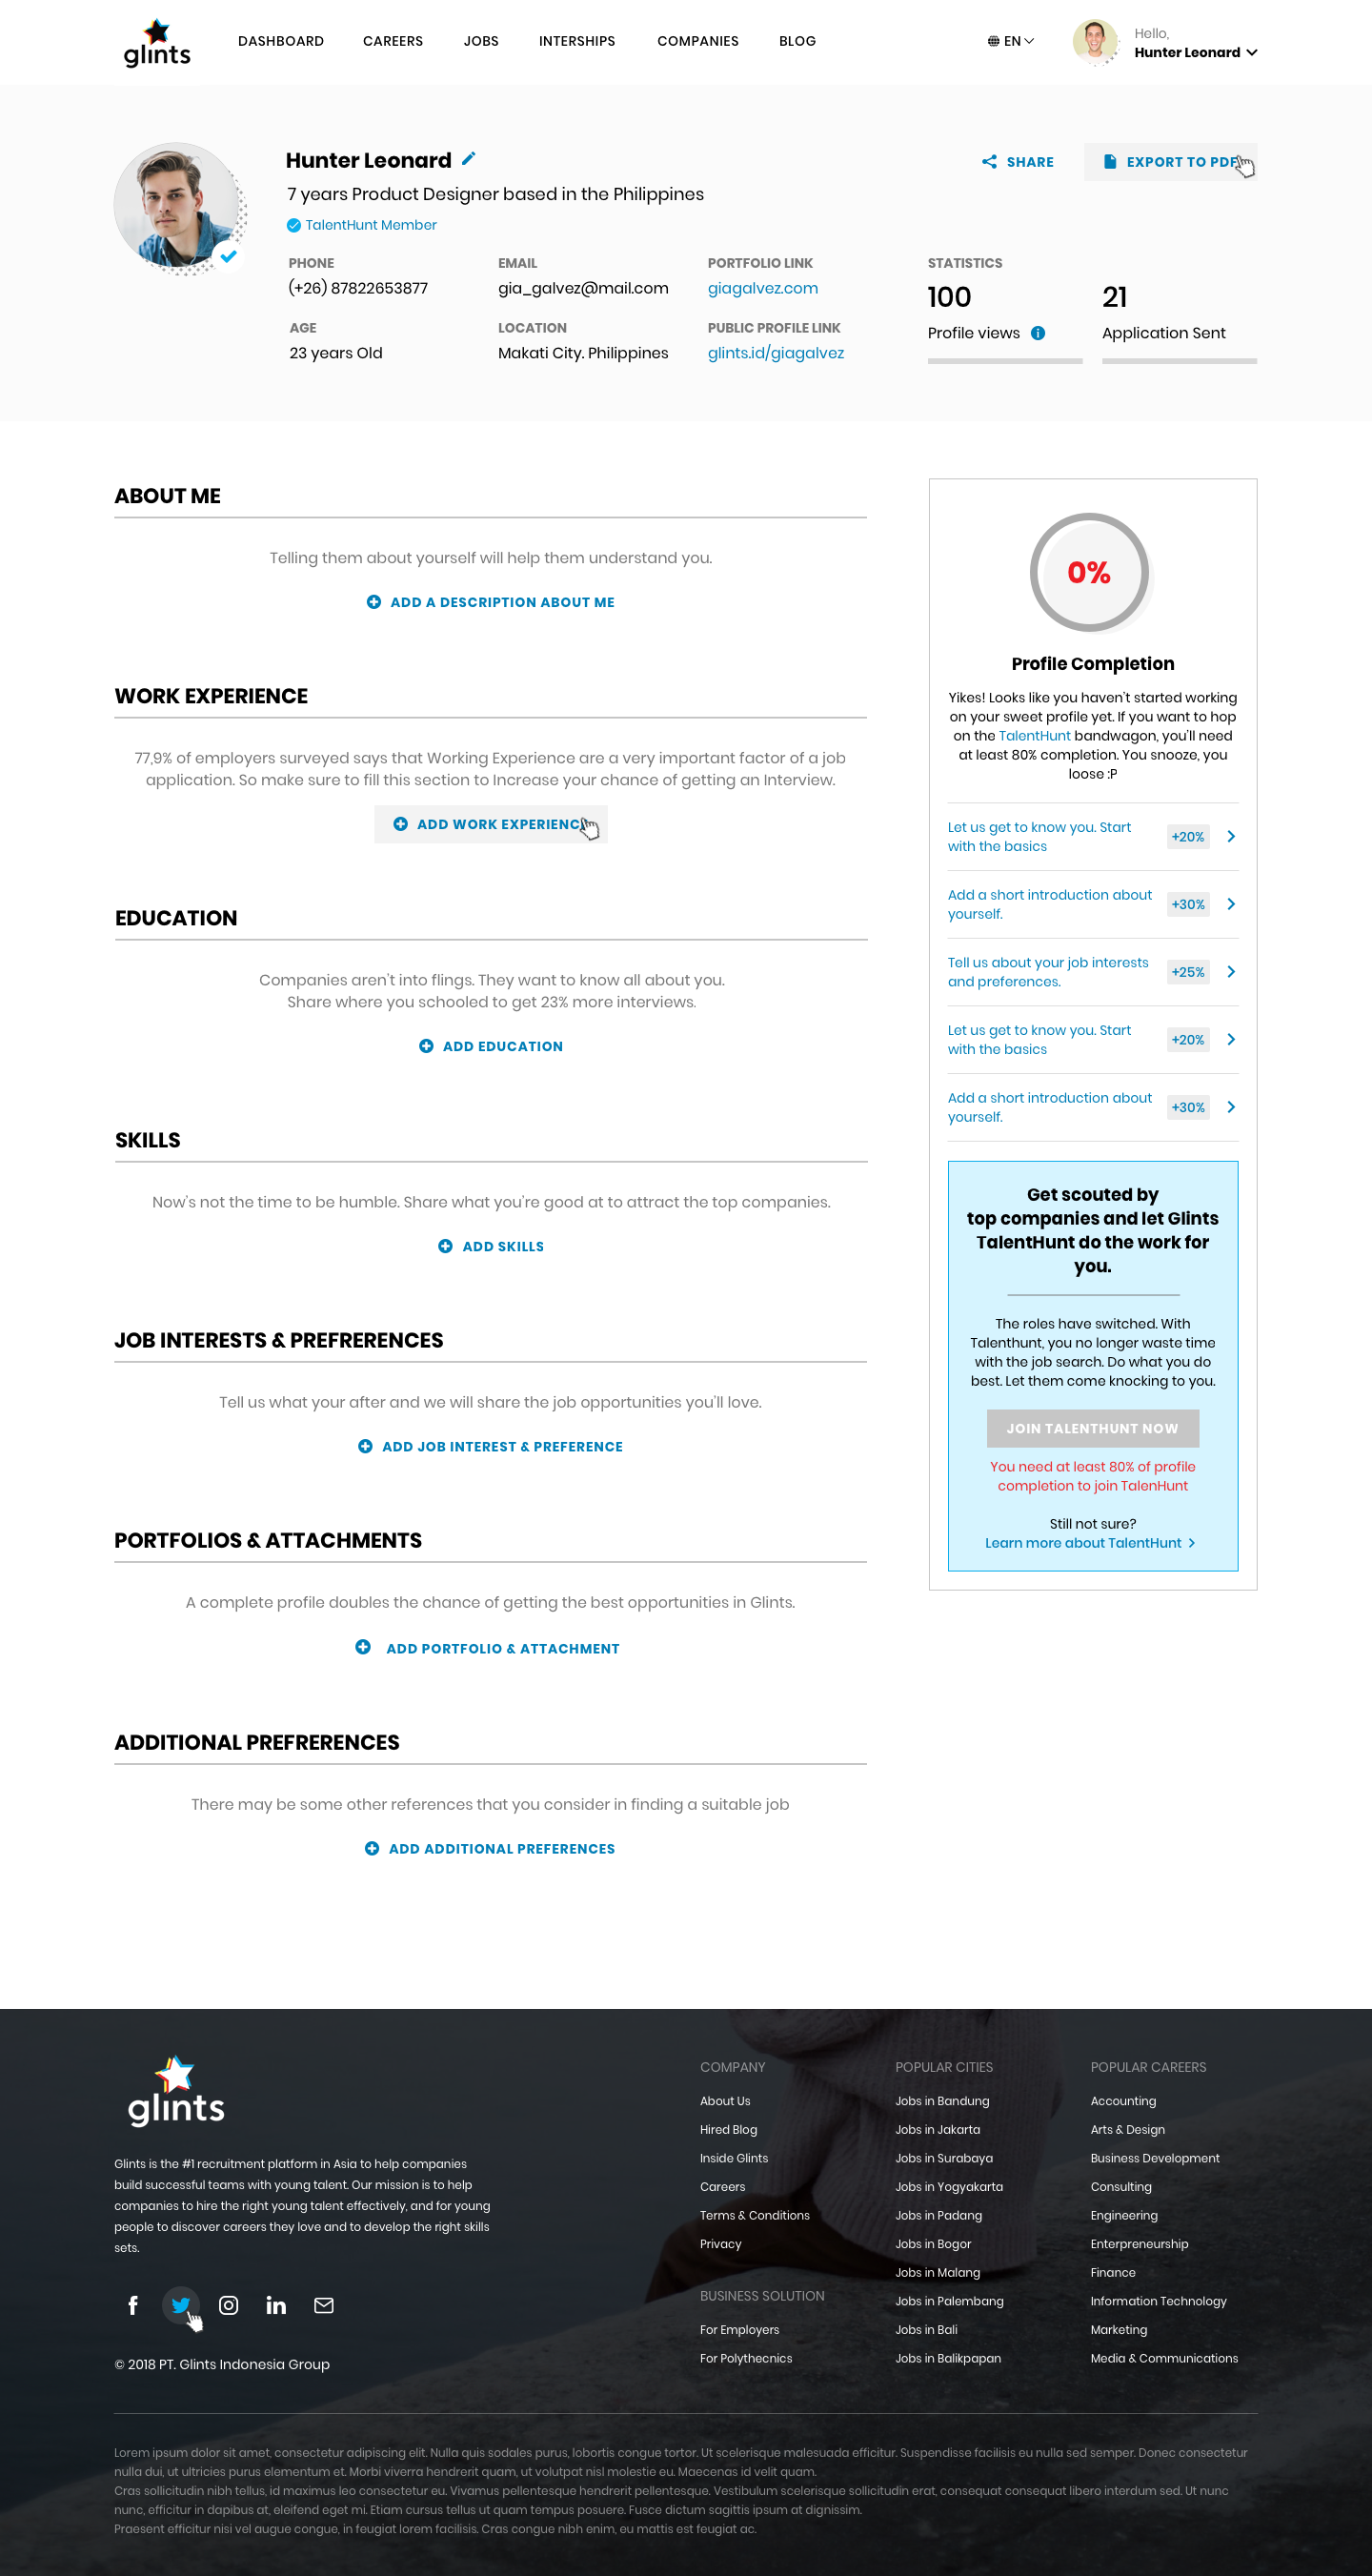 glints
DASHBOARD
CAREERS
JOBS
INTERSHIPS
COMPANIES
BLOG
EN
Hello,
Hunter Leonard
Hunter Leonard
7 years Product Designer based in the Philippines
TalentHunt Member
SHARE
EXPORT TO PDF
PHONE
(+26) 87822653877
EMAIL
gia_galvez@mail.com
PORTFOLIO LINK
giagalvez.com
AGE
23 years Old
LOCATION
Makati City. Philippines
PUBLIC PROFILE LINK
glints.id/giagalvez
STATISTICS
100
Profile views
21
Application Sent
ABOUT ME
Telling them about yourself will help them understand you.
ADD A DESCRIPTION ABOUT ME
WORK EXPERIENCE
77,9% of employers surveyed says that Working Experience are a very important factor of a job
application. So make sure to fill this section to Increase your chance of getting an Interview.
ADD WORK EXPERIENC
EDUCATION
Companies aren't into flings. They want to know all about you.
Share where you schooled to get 23% more interviews.
ADD EDUCATION
SKILLS
Now's not the time to be humble. Share what you're good at to attract the top companies.
ADD SKILLS
JOB INTERESTS & PREFRERENCES
Tell us what your after and we will share the job opportunities you'll love.
ADD JOB INTEREST & PREFERENCE
PORTFOLIOS & ATTACHMENTS
A complete profile doubles the chance of getting the best opportunities in Glints.
ADD PORTFOLIO & ATTACHMENT
ADDITIONAL PREFRERENCES
There may be some other references that you consider in finding a suitable job
ADD ADDITIONAL PREFERENCES
0%
Profile Completion
Yikes! Looks like you haven't started working
on your sweet profile yet. If you want to hop
on the TalentHunt bandwagon, you'll need
at least 80% completion. You snooze, you
loose :P
Let us get to know you. Start
with the basics
+20%
Add a short introduction about
yourself.
+30%
Tell us about your job interests
and preferences.
+25%
Let us get to know you. Start
with the basics
+20%
Add a short introduction about
yourself.
+30%
Get scouted by
top companies and let Glints
TalentHunt do the work for
you.
The roles have switched. With
Talenthunt, you no longer waste time
with the job search. Do what you do
best. Let them come knocking to you.
JOIN TALENTHUNT NOW
You need at least 80% of profile
completion to join TalenHunt
Still not sure?
Learn more about TalentHunt
glints
Glints is the #1 recruitment platform in Asia to help companies
build successful teams with young talent. Our mission is to help
companies to hire the right young talent effectively, and for young
people to discover careers they love and to develop the right skills
sets.
© 2018 PT. Glints Indonesia Group
COMPANY
About Us
Hired Blog
Inside Glints
Careers
Terms & Conditions
Privacy
BUSINESS SOLUTION
For Employers
For Polythecnics
POPULAR CITIES
Jobs in Bandung
Jobs in Jakarta
Jobs in Surabaya
Jobs in Yogyakarta
Jobs in Padang
Jobs in Bogor
Jobs in Malang
Jobs in Palembang
Jobs in Bali
Jobs in Balikpapan
POPULAR CAREERS
Accounting
Arts & Design
Business Development
Consulting
Engineering
Enterpreneurship
Finance
Information Technology
Marketing
Media & Communications
Lorem ipsum dolor sit amet, consectetur adipiscing elit. Nulla quis sodales purus, lobortis congue tortor. Ut scelerisque malesuada efficitur. Suspendisse facilisis eu nulla sed semper. Donec consectetur
nulla dui, ut ultricies purus elementum et. Morbi viverra hendrerit quam, ut volutpat nisl molestie eu. Maecenas id velit quam.
Cras sollicitudin nibh tellus, id maximus leo consectetur eu. Vivamus pellentesque hendrerit pellentesque. Vestibulum scelerisque sollicitudin erat, consequat consequat libero interdum sed. Ut nunc
nunc, efficitur in dapibus at, eleifend eget mi. Etiam cursus tellus ut quam tempus posuere. Fusce dictum sagittis ipsum at dignissim.
Praesent efficitur nisi vel augue congue, in feugiat lorem facilisis. Cras congue nibh enim, eu mattis est feugiat ac.